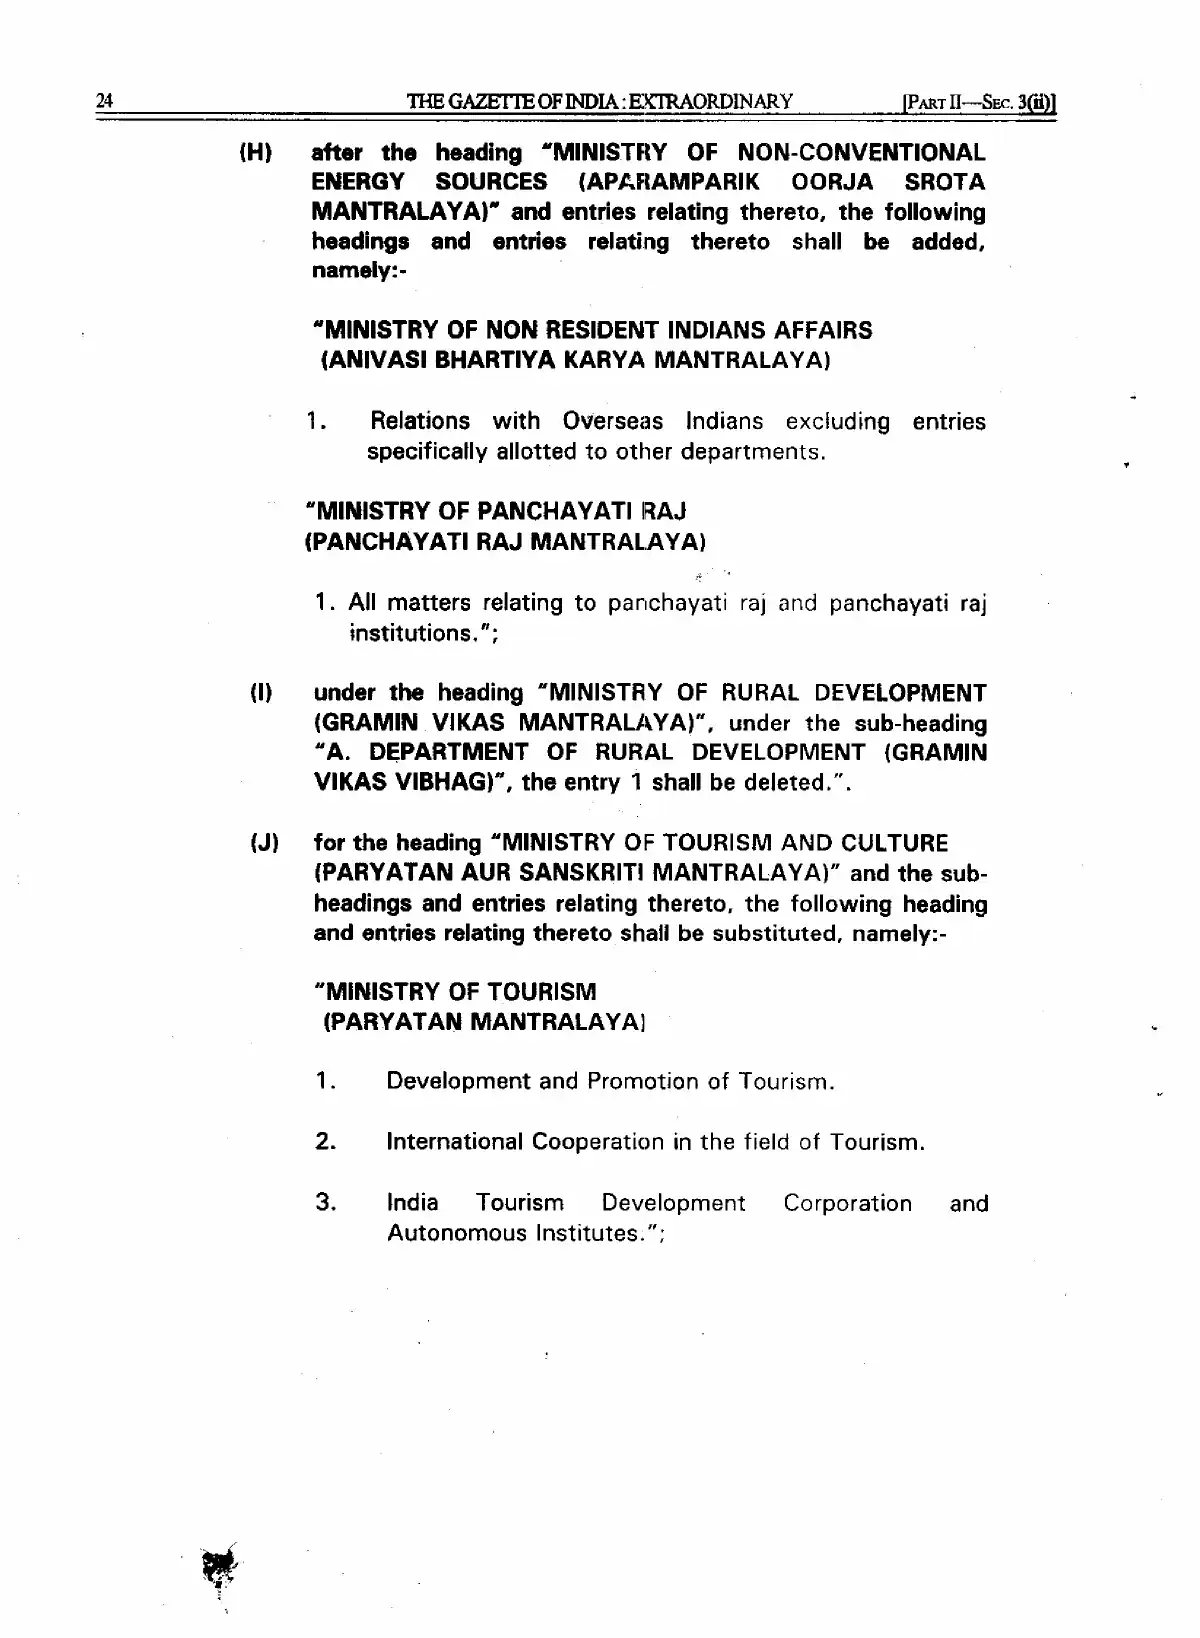 24 THE GAZETTE OF INDIA : EXTRAORDINARY [PART II—SEC. 3(ii)]
(H) after the heading "MINISTRY OF NON-CONVENTIONAL
ENERGY SOURCES (APARAMPARIK OORJA SROTA
MANTRALAYA)" and entries relating thereto, the following
headings and entries relating thereto shall be added,
namely:-
"MINISTRY OF NON RESIDENT INDIANS AFFAIRS
(ANIVASI BHARTIYA KARYA MANTRALAYA)
1. Relations with Overseas Indians excluding entries
specifically allotted to other departments.
"MINISTRY OF PANCHAYATI RAJ
(PANCHAYATI RAJ MANTRALAYA)
1. All matters relating to panchayati raj and panchayati raj
institutions.";
(I) under the heading "MINISTRY OF RURAL DEVELOPMENT
(GRAMIN VIKAS MANTRALAYA)", under the sub-heading
"A. DEPARTMENT OF RURAL DEVELOPMENT (GRAMIN
VIKAS VIBHAG)", the entry 1 shall be deleted.".
(J) for the heading "MINISTRY OF TOURISM AND CULTURE
(PARYATAN AUR SANSKRITI MANTRALAYA)" and the sub-
headings and entries relating thereto, the following heading
and entries relating thereto shall be substituted, namely:-
"MINISTRY OF TOURISM
(PARYATAN MANTRALAYA)
1. Development and Promotion of Tourism.
2. International Cooperation in the field of Tourism.
3. India Tourism Development Corporation and
Autonomous Institutes.";